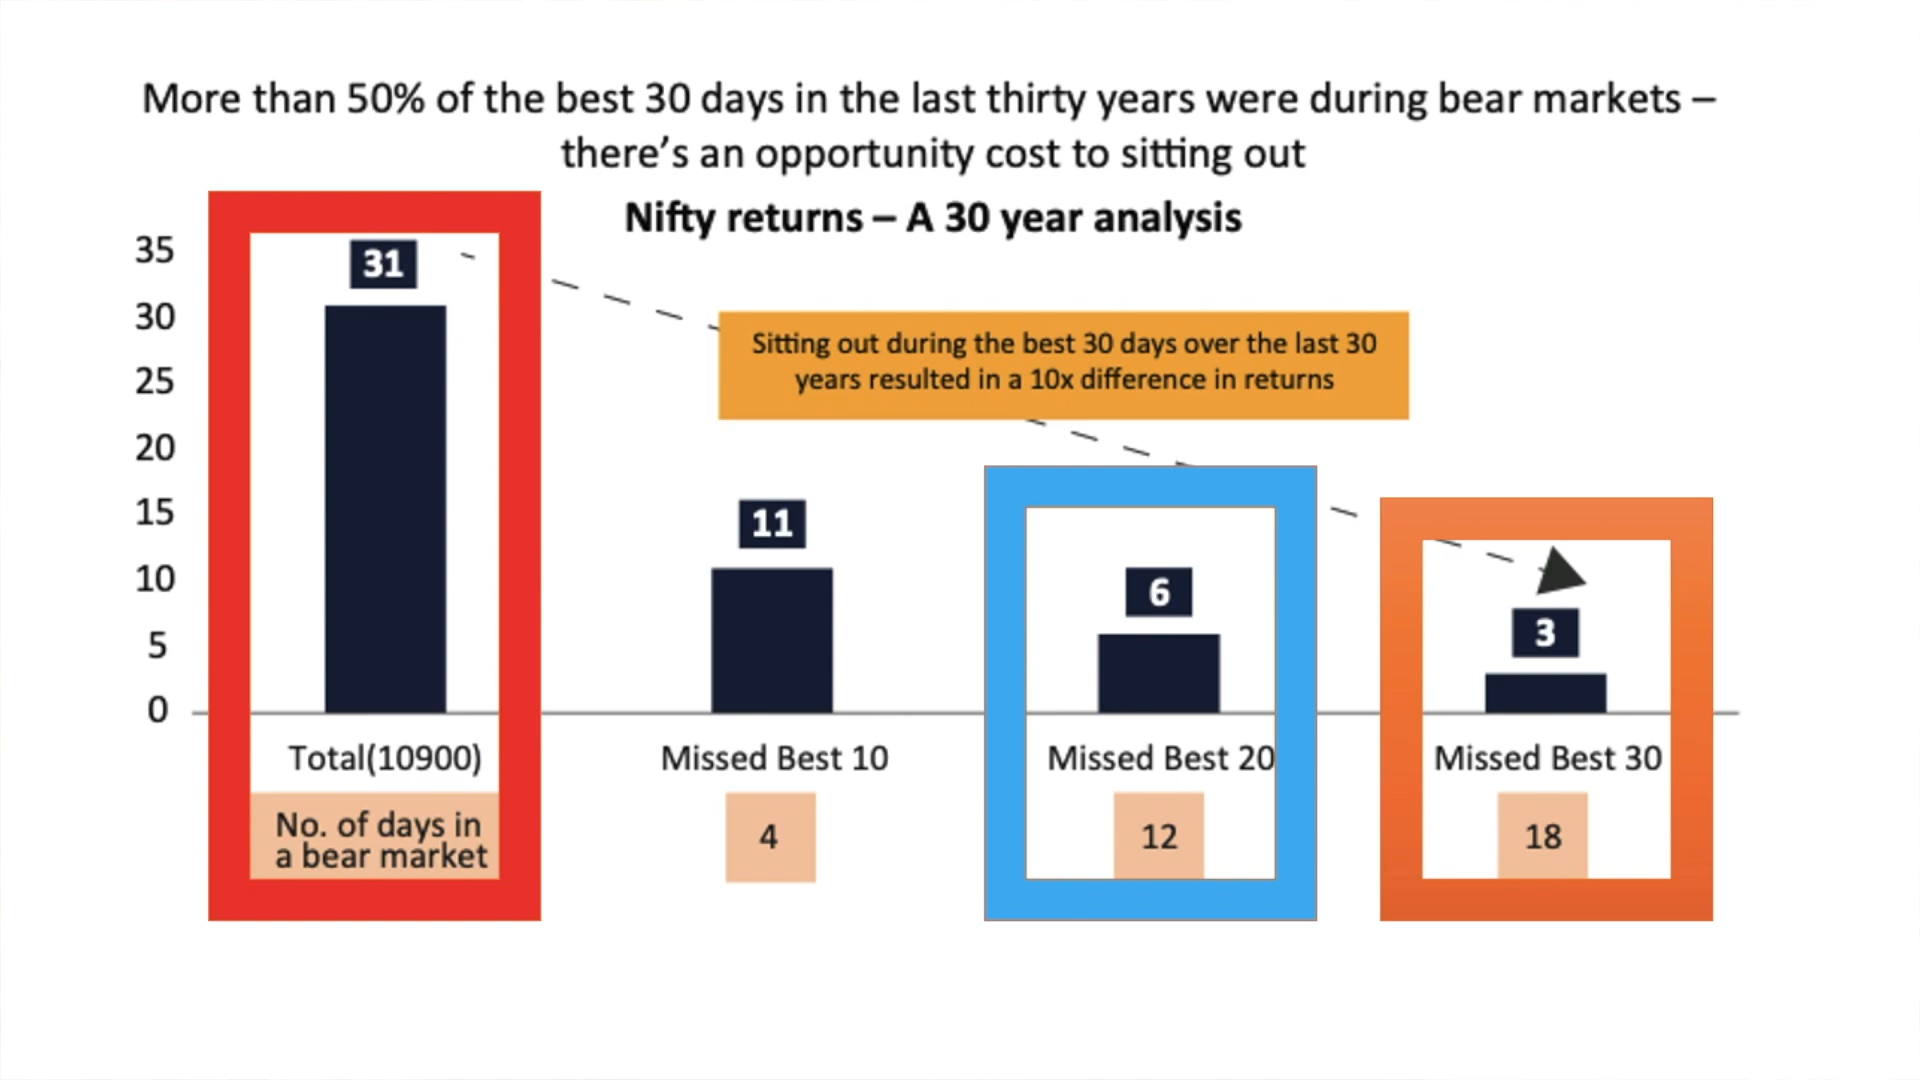 More than 50% of the best 30 days in the last thirty years were during bear markets –
there’s an opportunity cost to sitting out
Nifty returns – A 30 year analysis
35
30
25
20
15
10
5
0
31
Sitting out during the best 30 days over the last 30
years resulted in a 10x difference in returns
11
6
3
Total(10900)
Missed Best 10
Missed Best 20
Missed Best 30
No. of days in
a bear market
4
12
18